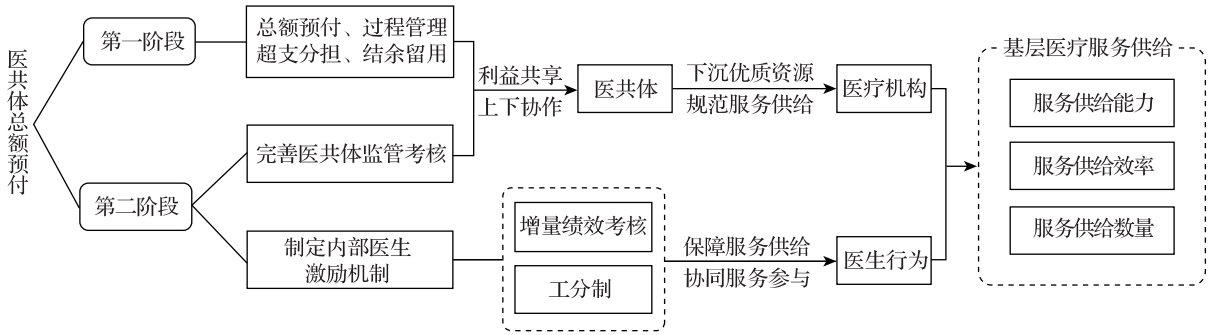 医共体总额预付
第一阶段
总额预付、过程管理
超支分担、结余留用
第二阶段
完善医共体监管考核
制定内部医生
激励机制
利益共享
上下协作
医共体
下沉优质资源
规范服务供给
医疗机构
增量绩效考核
工分制
保障服务供给
协同服务参与
医生行为
基层医疗服务供给
服务供给能力
服务供给效率
服务供给数量